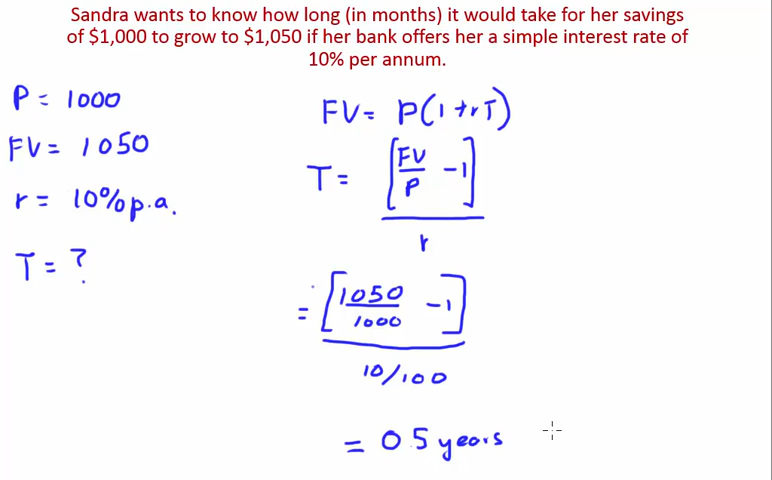 Sandra wants to know how long (in months) it would take for her savings
of $1,000 to grow to $1,050 if her bank offers her a simple interest rate of
10% per annum.
P = 1000
FV = 1050
r = 10% p.a.
T = ?
FV = P(1+rT)
T = [FV/P -1]
r
= [1050/1000 -1]
10/100
= 0.5 years